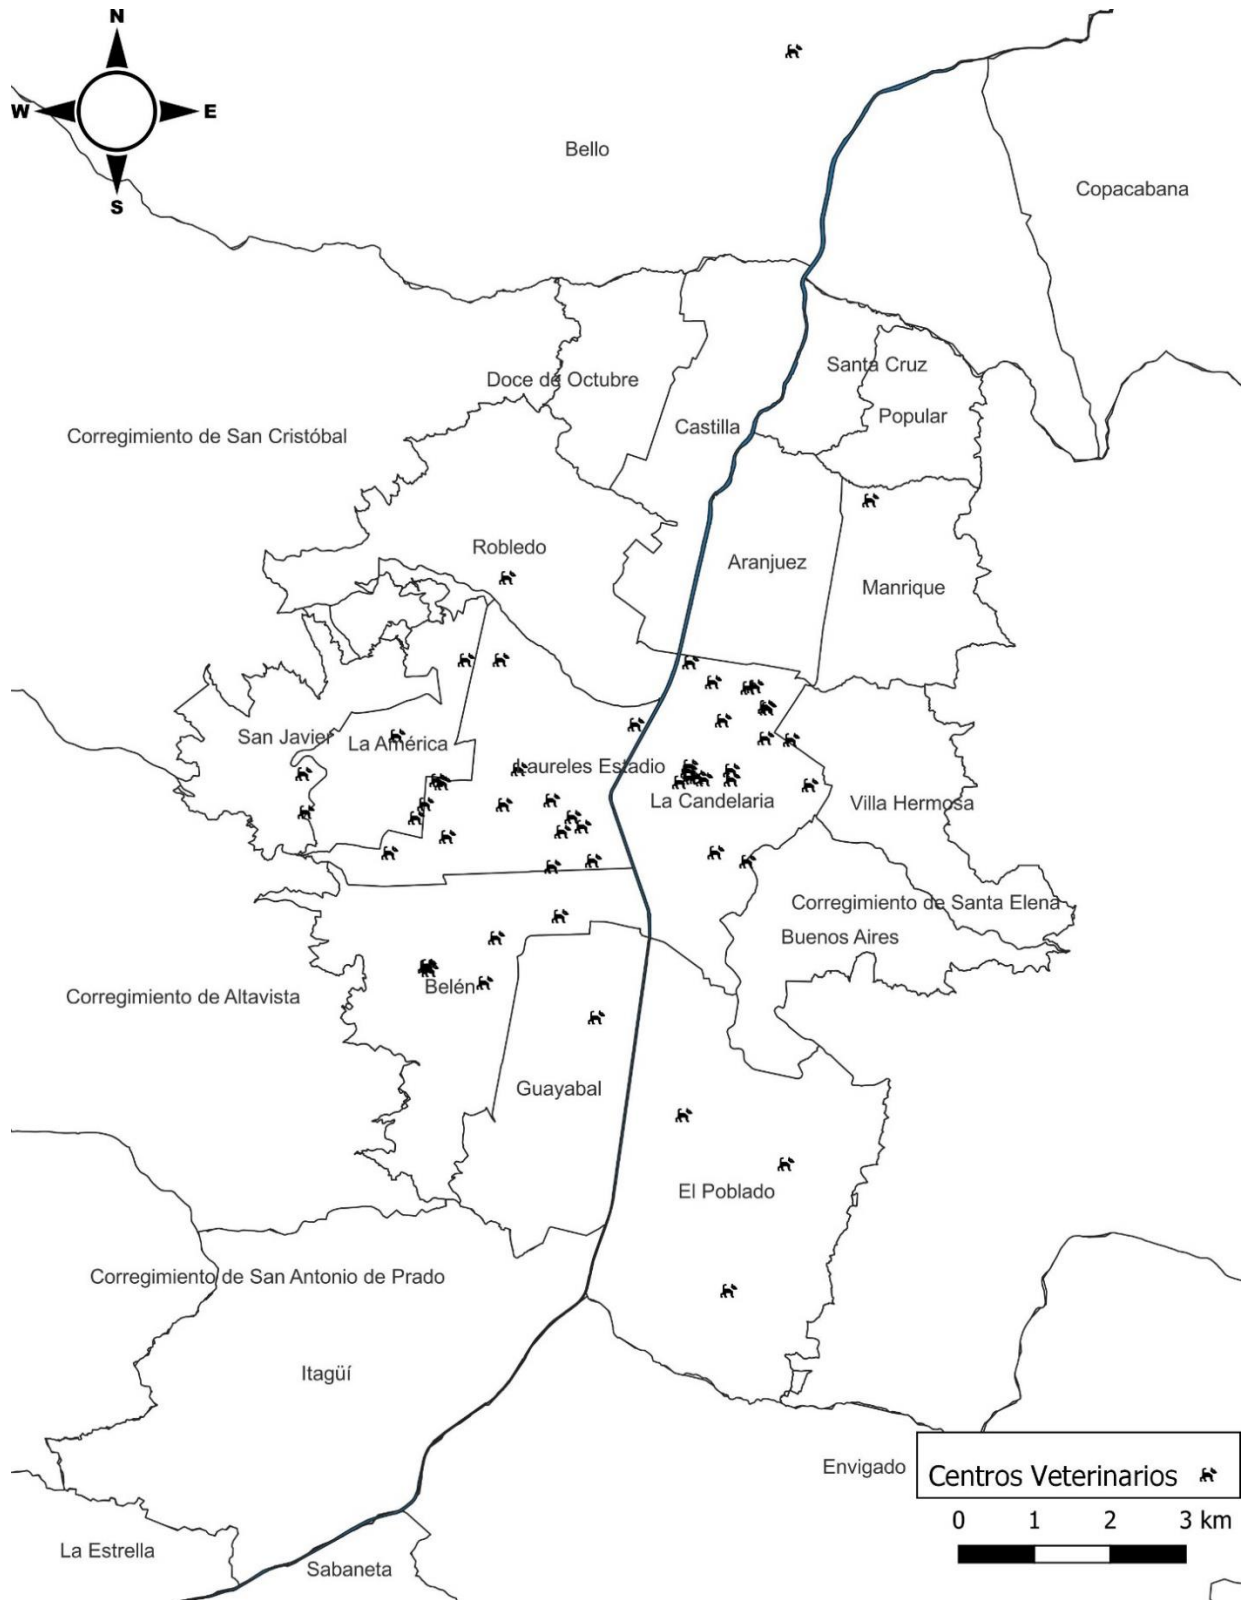 N
W
E
S
Bello
Copacabana
Santa Cruz
Doce de Octubre
Popular
Castilla
Corregimiento de San Cristóbal
Robledo
Aranjuez
Manrique
San Javier
La América
Laureles Estadio
La Candelaria
Villa Hermosa
Corregimiento de Santa Elena
Buenos Aires
Belén
Corregimiento de Altavista
Guayabal
El Poblado
Corregimiento de San Antonio de Prado
Itagüí
Envigado
Centros Veterinarios
0 1 2 3 km
La Estrella
Sabaneta